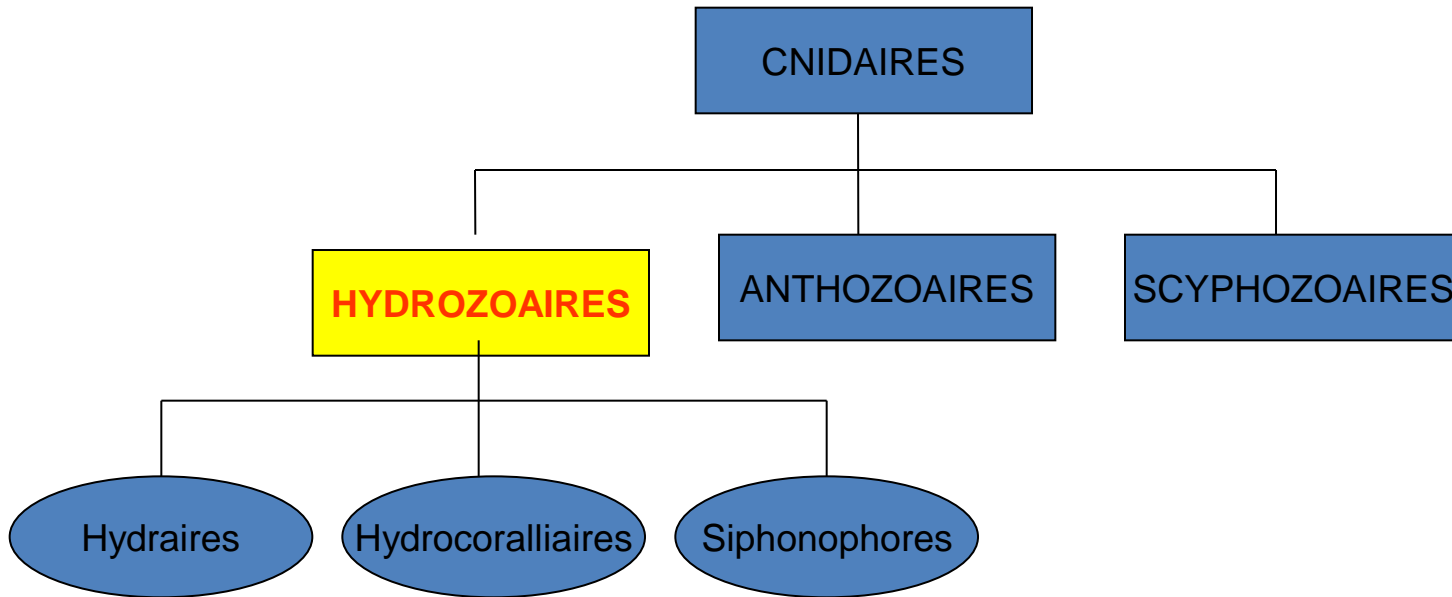 CNIDAIRES
HYDROZOAIRES
ANTHOZOAIRES
SCYPHOZOAIRES
Hydraires
Hydrocoralliaires
Siphonophores